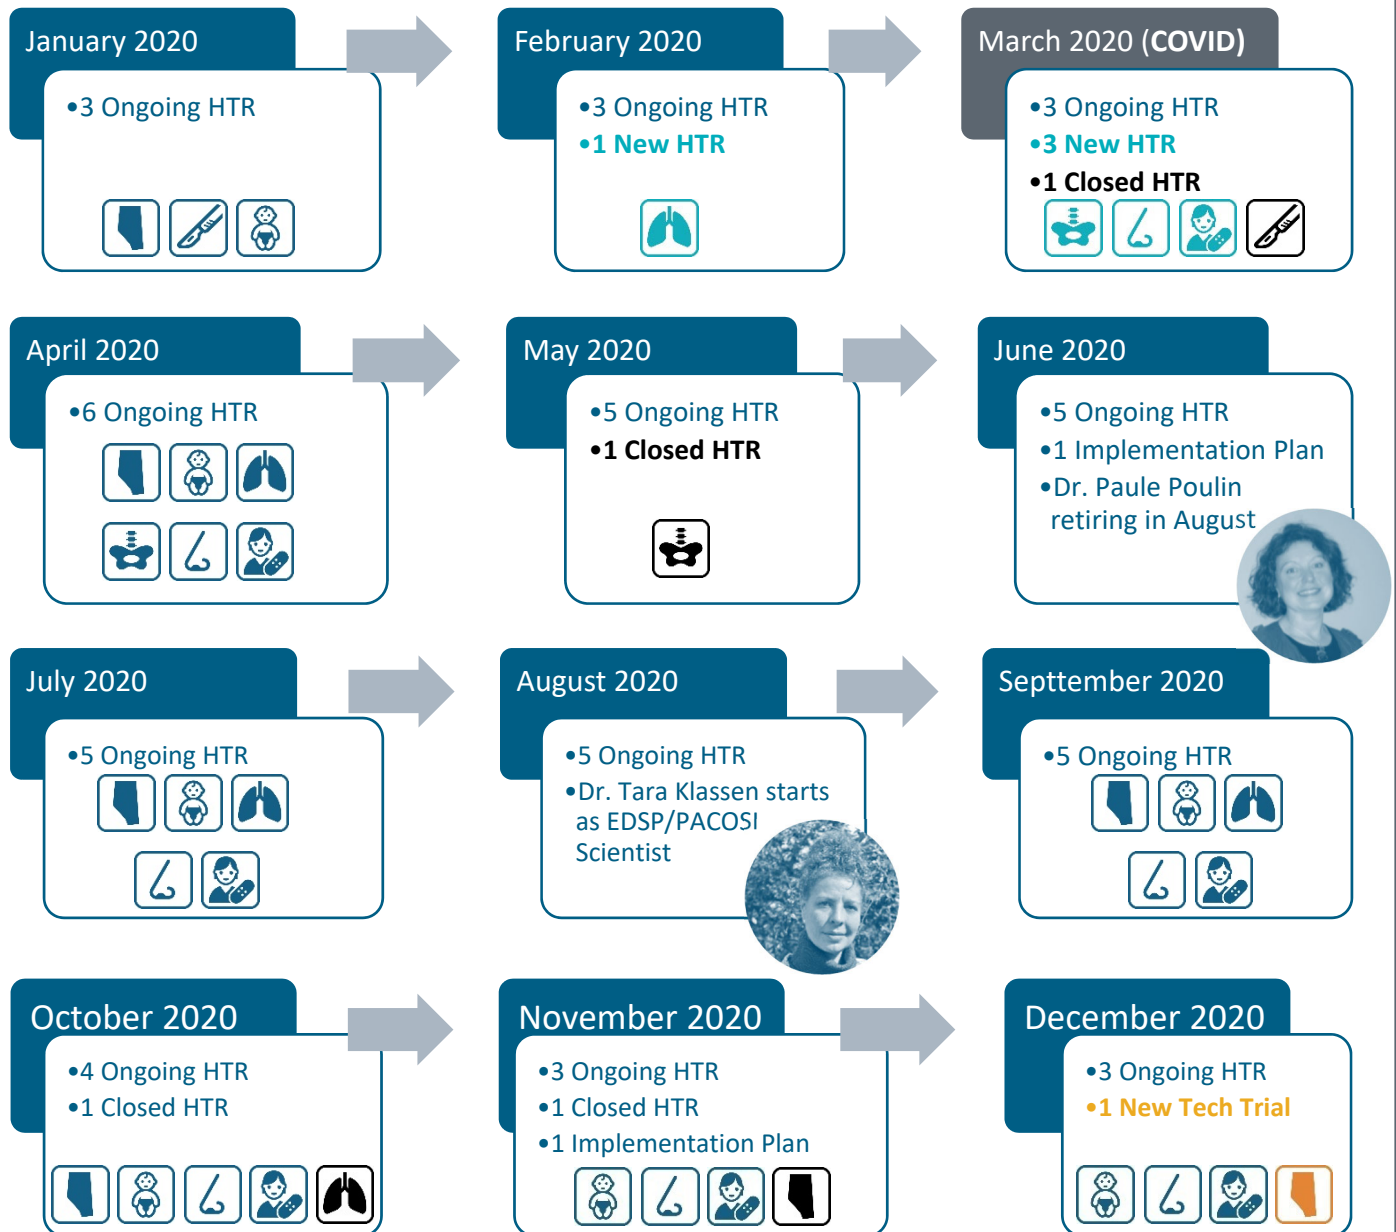 January 2020
•3 Ongoing HTR
February 2020
•3 Ongoing HTR
•1 New HTR
March 2020 (COVID)
•3 Ongoing HTR
•3 New HTR
•1 Closed HTR
April 2020
•6 Ongoing HTR
May 2020
•5 Ongoing HTR
•1 Closed HTR
June 2020
•5 Ongoing HTR
•1 Implementation Plan
•Dr. Paule Poulin
retiring in August
July 2020
•5 Ongoing HTR
August 2020
•5 Ongoing HTR
•Dr. Tara Klassen starts
as EDSP/PACOSI
Scientist
Septtember 2020
•5 Ongoing HTR
October 2020
•4 Ongoing HTR
•1 Closed HTR
November 2020
•3 Ongoing HTR
•1 Closed HTR
•1 Implementation Plan
December 2020
•3 Ongoing HTR
•1 New Tech Trial